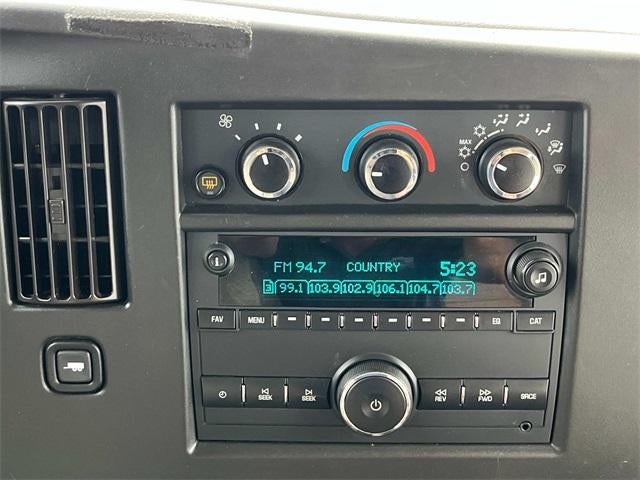 MAX
FM 94.7 COUNTRY 5:23
99.1 103.9 102.9 106.1 104.7 103.7
FAV MENU EQ CAT
SEEK SEEK REV FWD SRCE